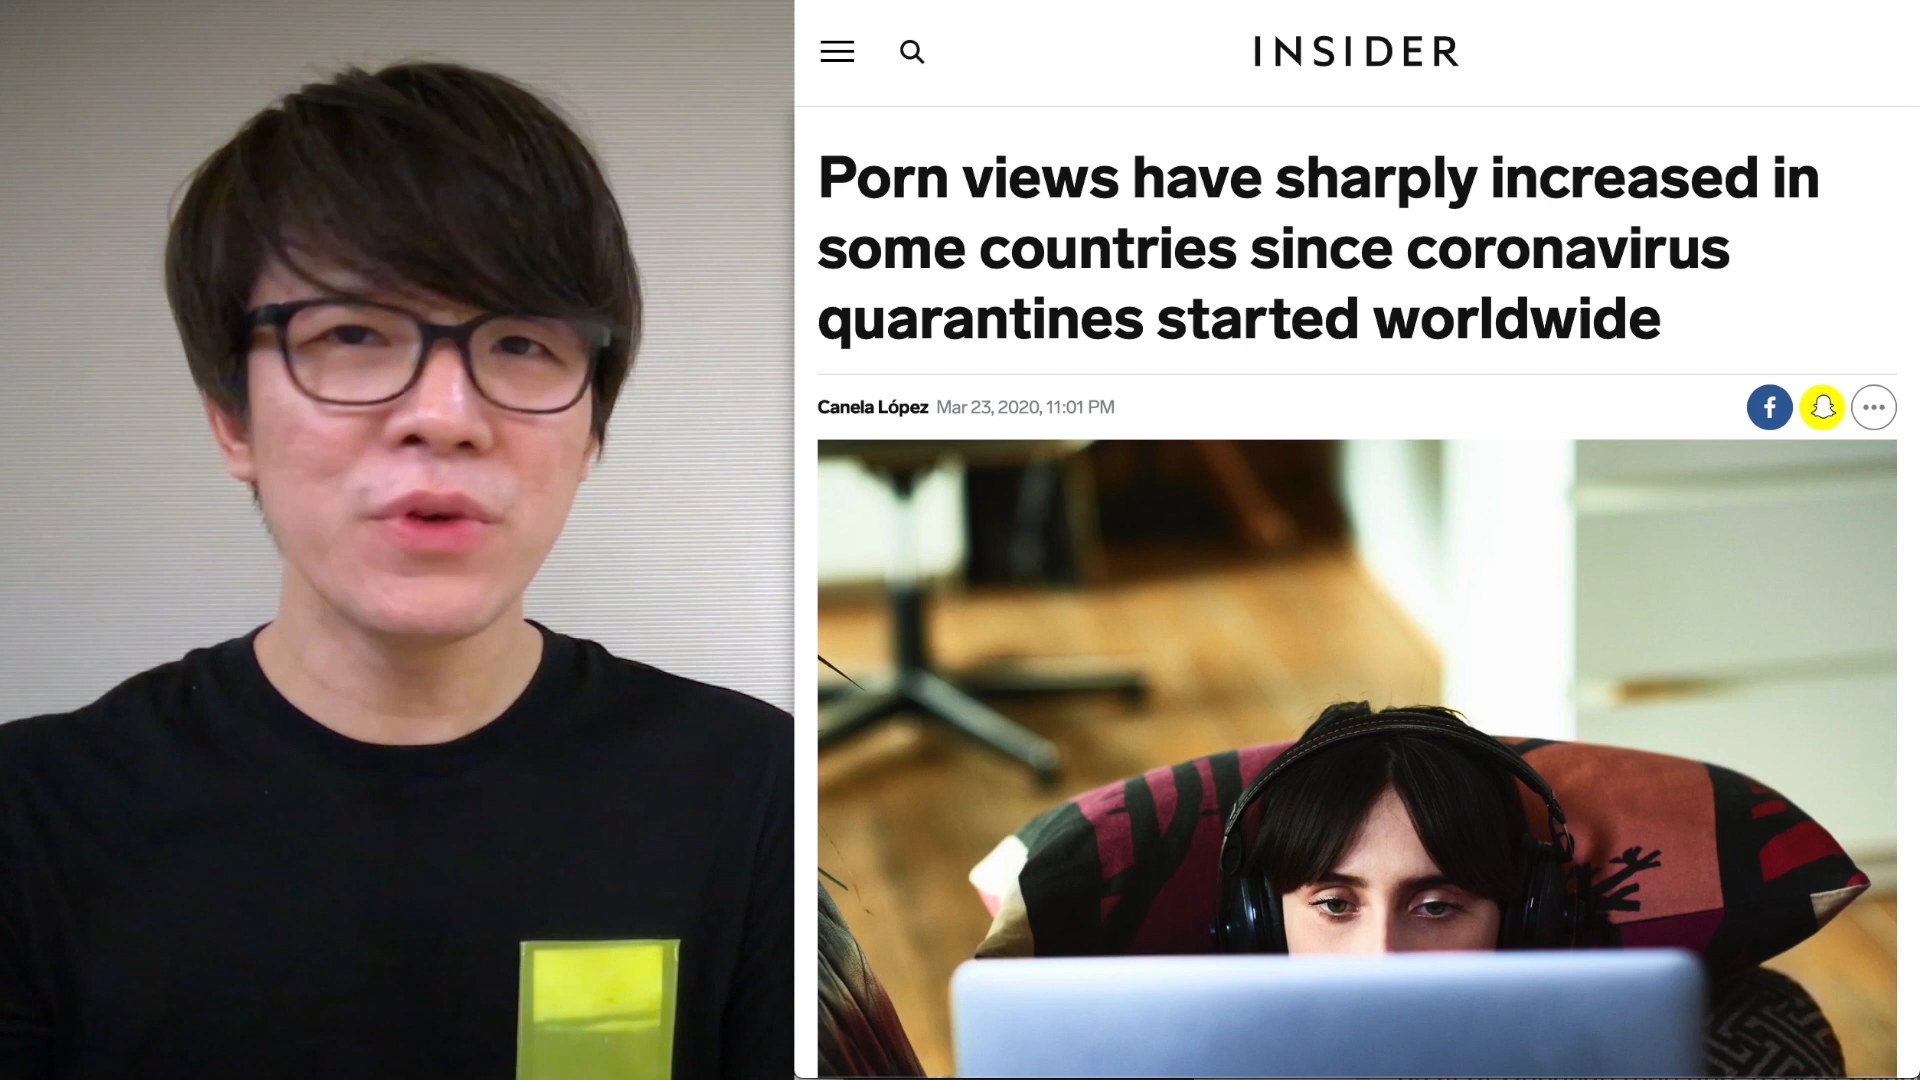 INSIDER
Porn views have sharply increased in
some countries since coronavirus
quarantines started worldwide
Canela López Mar 23, 2020, 11:01 PM